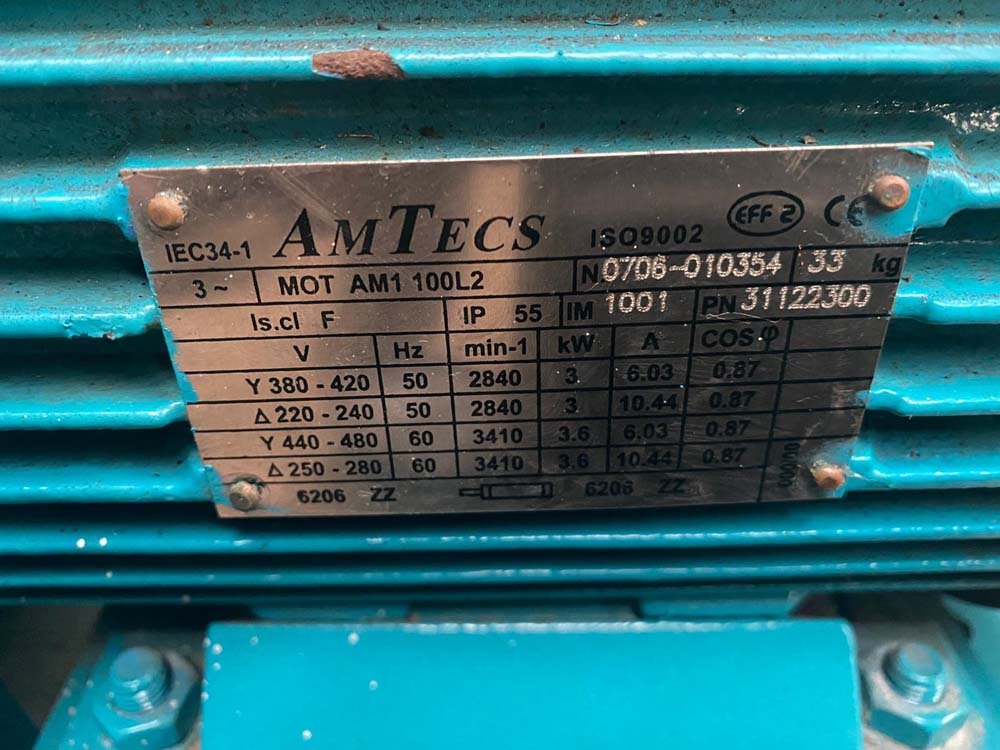 IEC34-1 AMTECS ISO9002 EFF 2 CE
3~ MOT AM1 100L2 N 0706-010354 33 kg
Is.cl F IP 55 IM 1001 PN 31122300
V Hz min-1 kW A COS φ
Y 380 - 420 50 2840 3 6.03 0.87
Δ 220 - 240 50 2840 3 10.44 0.87
Y 440 - 480 60 3410 3.6 6.03 0.87
Δ 250 - 280 60 3410 3.6 10.44 0.87
6206 ZZ 6206 ZZ